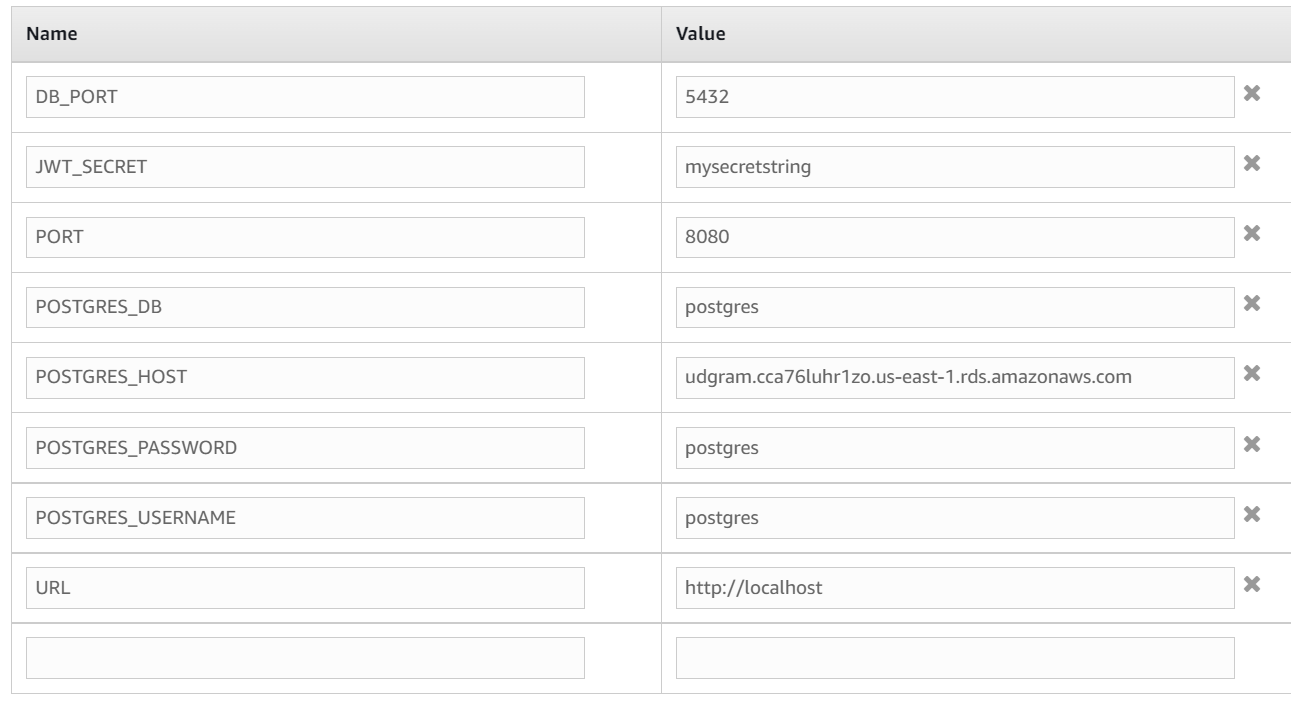 Name Value
DB_PORT 5432
JWT_SECRET mysecretstring
PORT 8080
POSTGRES_DB postgres
POSTGRES_HOST udgram.cca76luhr1zo.us-east-1.rds.amazonaws.com
POSTGRES_PASSWORD postgres
POSTGRES_USERNAME postgres
URL http://localhost